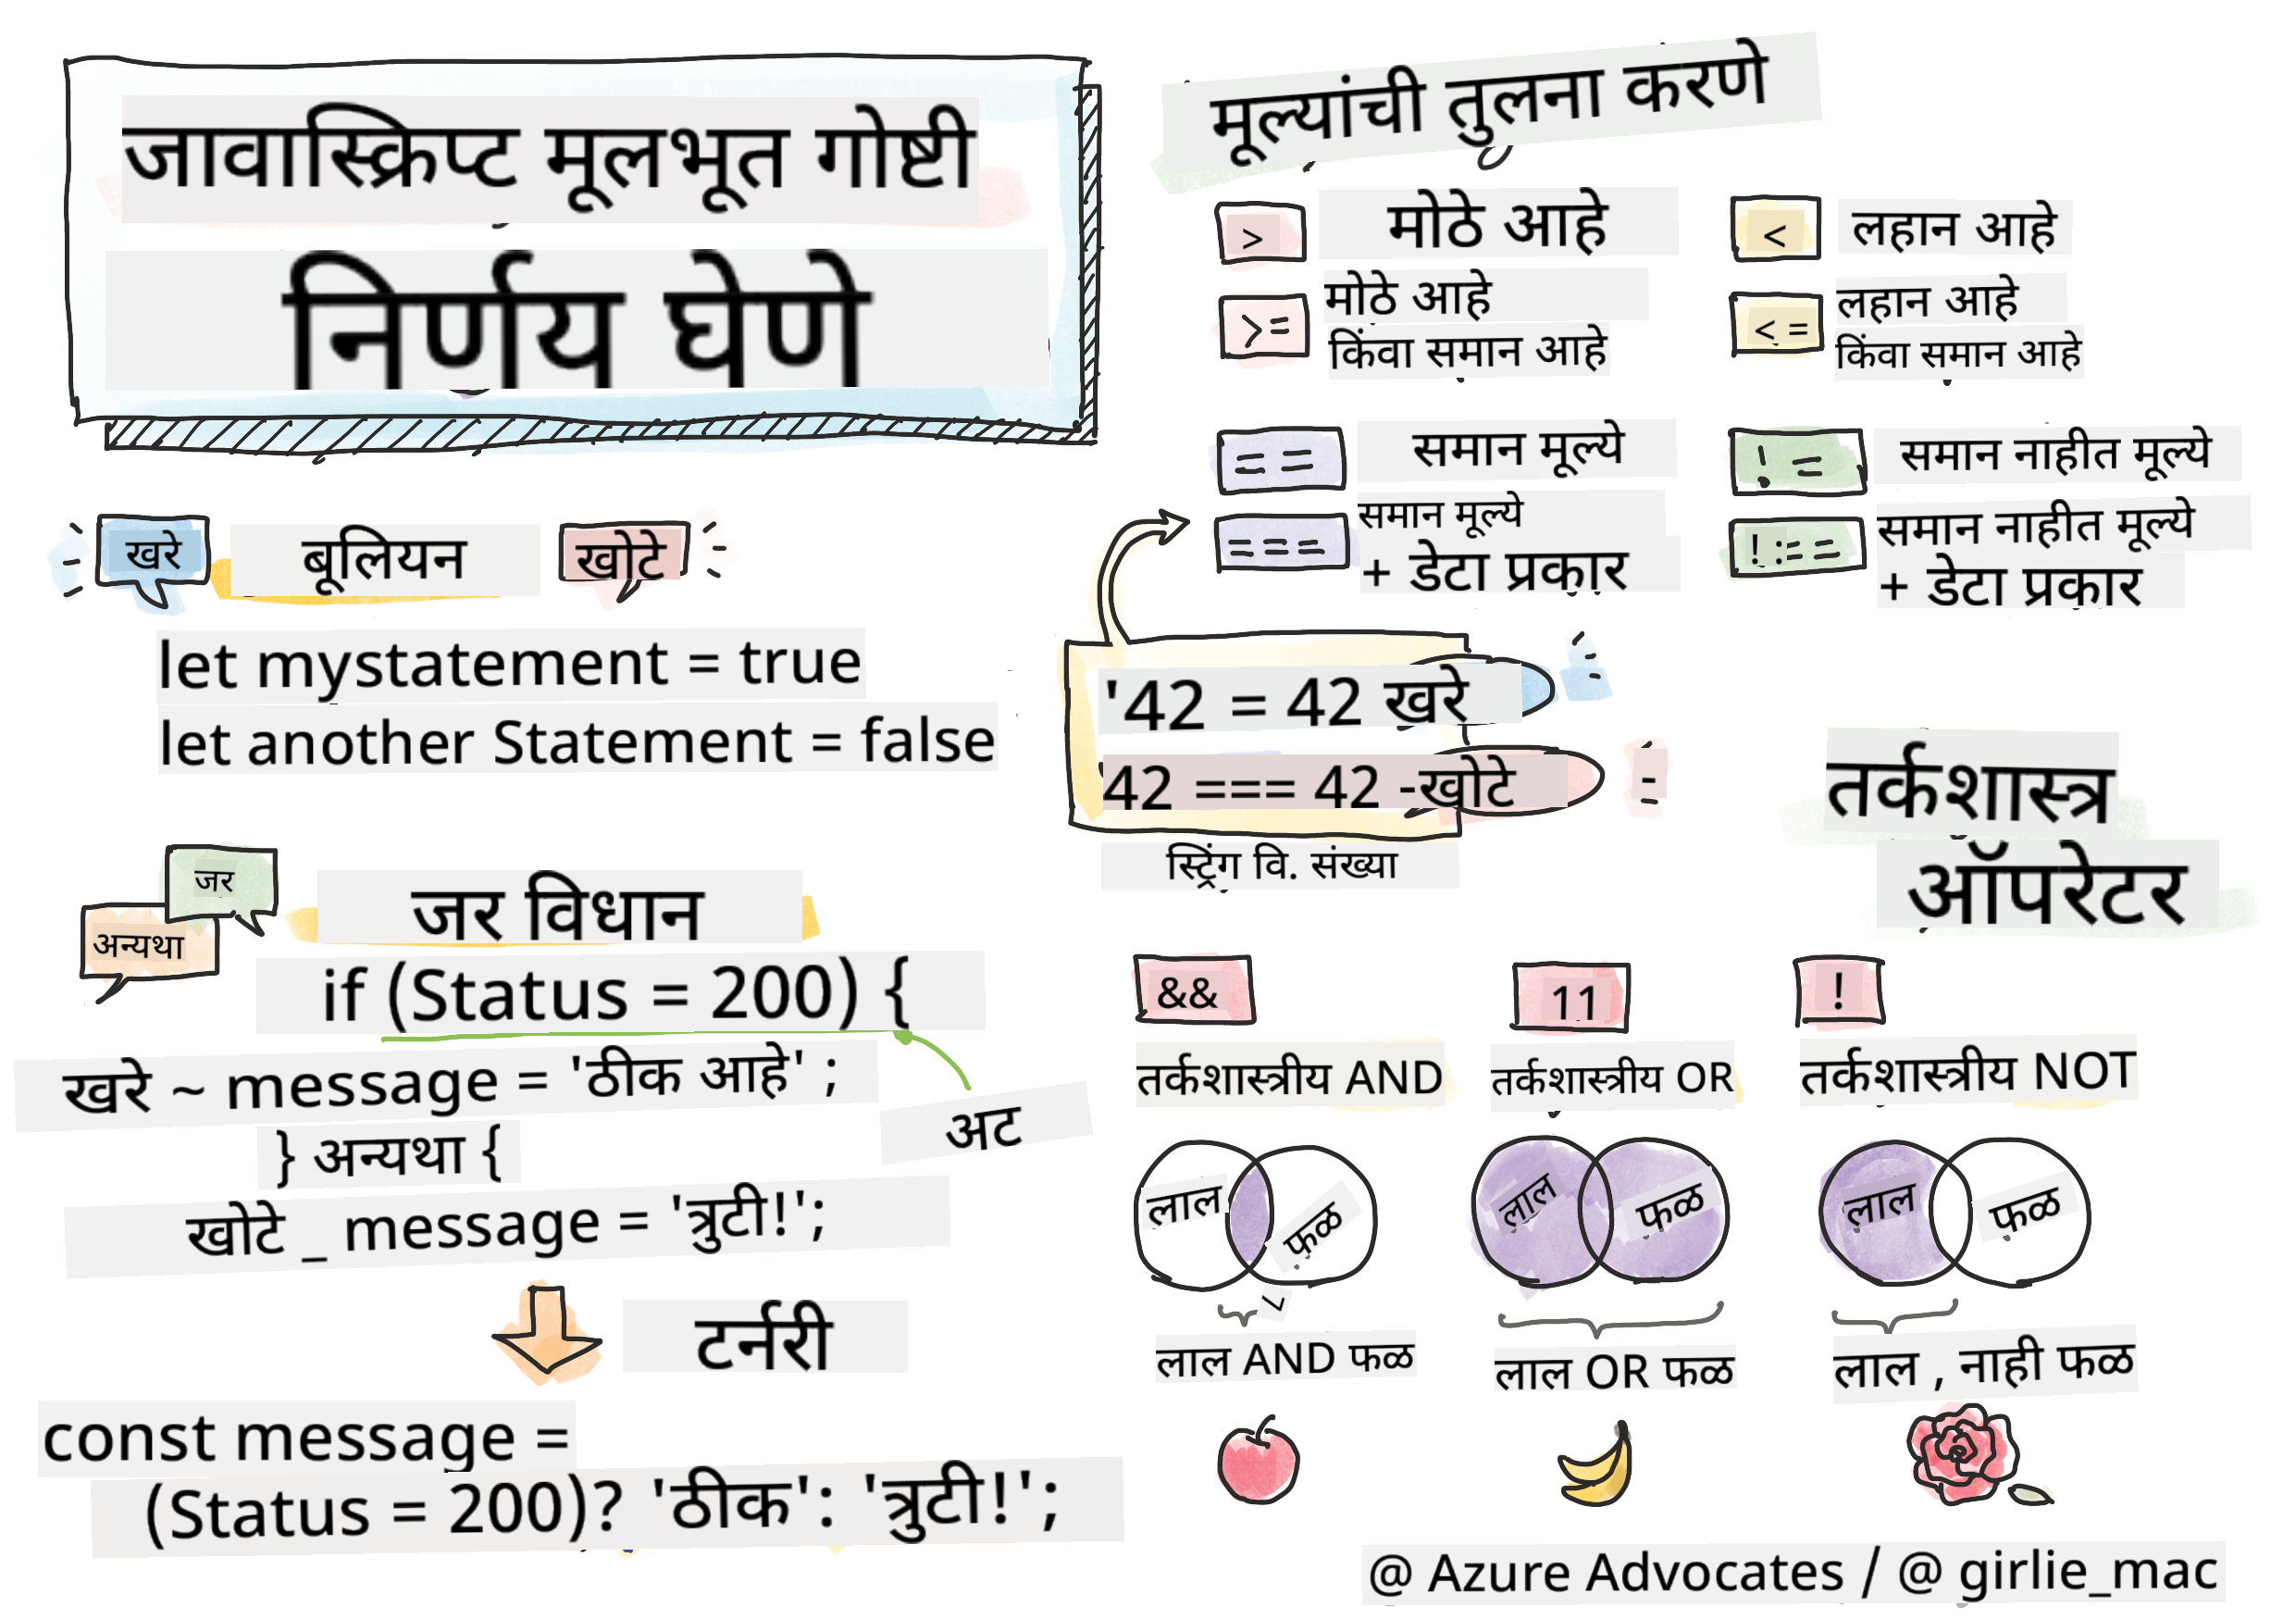 जावास्क्रिप्ट मूलभूत गोष्टी
निर्णय घेणे
खरे
बूलियन
खोटे
let mystatement = true
let another Statement = false
जर
अन्यथा
जर विधान
if (Status = 200) {
खरे ~ message = 'ठीक आहे' ;
अट
} अन्यथा {
खोटे _ message = 'त्रुटी!';
टर्नरी
const message =
(Status = 200)? 'ठीक': 'त्रुटी!';
मूल्यांची तुलना करणे
>
मोठे आहे
<
लहान आहे
>=
मोठे आहे
किंवा समान आहे
< =
लहान आहे
किंवा समान आहे
==
समान मूल्ये
! =
समान नाहीत मूल्ये
===
समान मूल्ये
+ डेटा प्रकार
! :==
समान नाहीत मूल्ये
+ डेटा प्रकार
'42 = 42 खरे
42 === 42 -खोटे
-
स्ट्रिंग वि. संख्या
तर्कशास्त्र
ऑपरेटर
&&
11
!
तर्कशास्त्रीय AND
तर्कशास्त्रीय OR
तर्कशास्त्रीय NOT
लाल
फळ
लाल
फळ
लाल
फळ
लाल AND फळ
लाल OR फळ
लाल , नाही फळ
@ Azure Advocates / @ girlie_mac